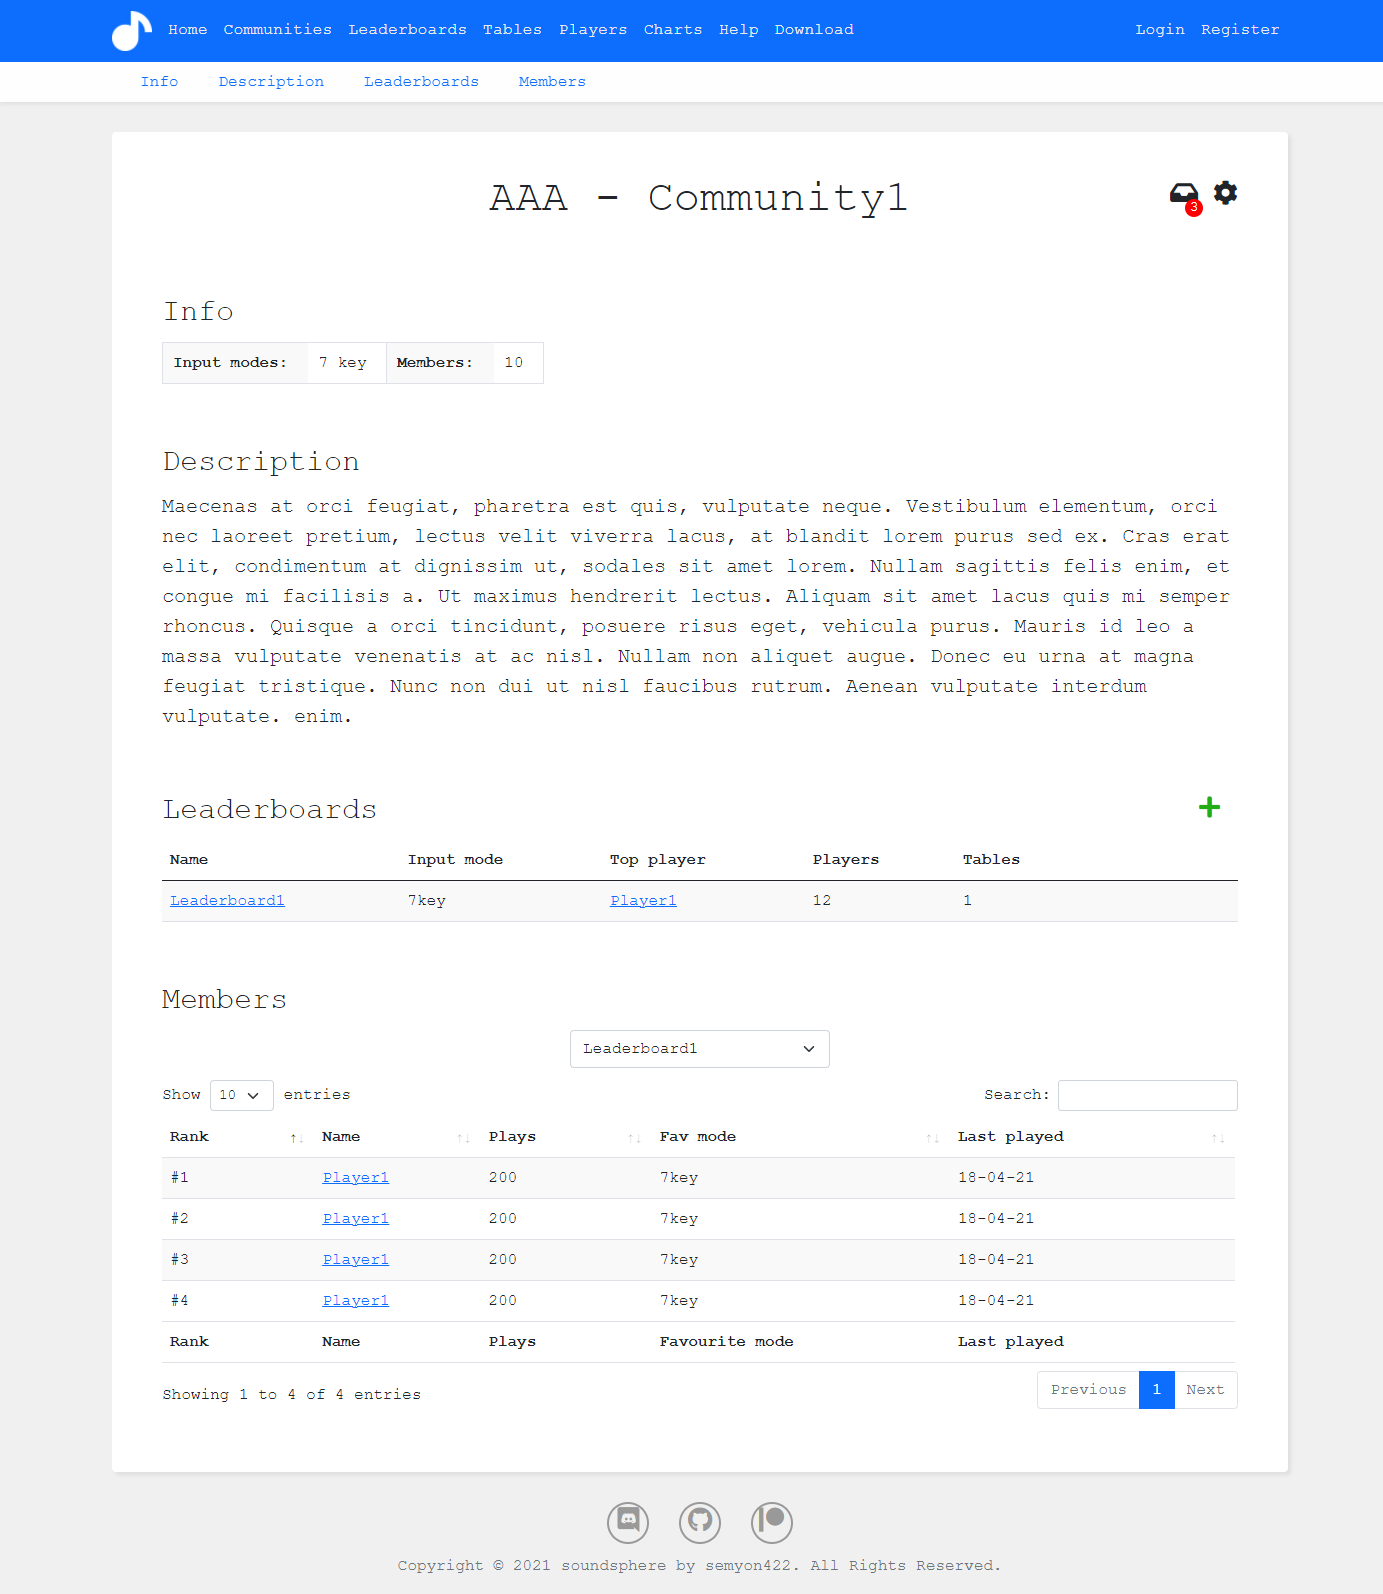 Home Communities Leaderboards Tables Players Charts Help Download Login Register
Info Description Leaderboards Members
AAA - Community1
3
Info
Input modes: 7 key Members: 10
Description
Maecenas at orci feugiat, pharetra est quis, vulputate neque. Vestibulum elementum, orci
nec laoreet pretium, lectus velit viverra lacus, at blandit lorem purus sed ex. Cras erat
elit, condimentum at dignissim ut, sodales sit amet lorem. Nullam sagittis felis enim, et
congue mi facilisis a. Ut maximus hendrerit lectus. Aliquam sit amet lacus quis mi semper
rhoncus. Quisque a orci tincidunt, posuere risus eget, vehicula purus. Mauris id leo a
massa vulputate venenatis at ac nisl. Nullam non aliquet augue. Donec eu urna at magna
feugiat tristique. Nunc non dui ut nisl faucibus rutrum. Aenean vulputate interdum
vulputate. enim.
Leaderboards
Name Input mode Top player Players Tables
Leaderboard1 7key Player1 12 1
Members
Leaderboard1
Show 10 entries Search:
Rank Name Plays Fav mode Last played
#1 Player1 200 7key 18-04-21
#2 Player1 200 7key 18-04-21
#3 Player1 200 7key 18-04-21
#4 Player1 200 7key 18-04-21
Rank Name Plays Favourite mode Last played
Showing 1 to 4 of 4 entries Previous 1 Next
Copyright © 2021 soundsphere by semyon422. All Rights Reserved.